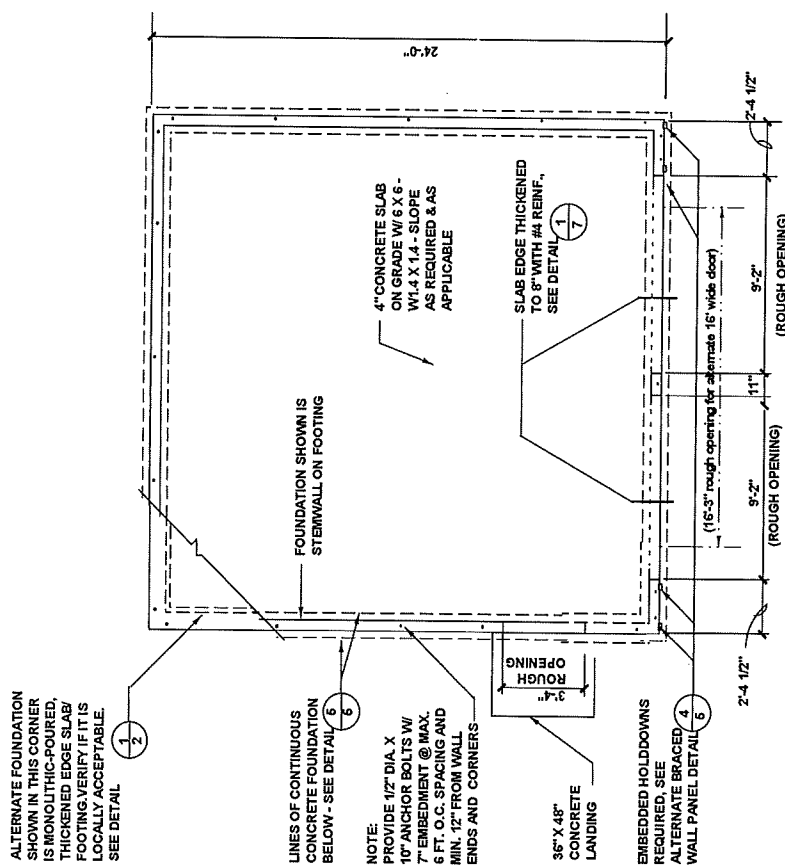 ALTERNATE FOUNDATION
SHOWN IN THIS CORNER
IS MONOLITHIC-POURED,
THICKENED EDGE SLAB/
FOOTING.VERIFY IF IT IS
LOCALLY ACCEPTABLE.
SEE DETAIL
1
2
LINES OF CONTINUOUS
CONCRETE FOUNDATION
BELOW - SEE DETAIL
5
6
NOTE:
PROVIDE 1/2" DIA. X
10" ANCHOR BOLTS W/
7" EMBEDMENT @ MAX.
6 FT. O.C. SPACING AND
MIN. 12" FROM WALL
ENDS AND CORNERS
36" X 48"
CONCRETE
LANDING
EMBEDDED HOLDDOWNS
REQUIRED, SEE
ALTERNATE BRACED
WALL PANEL DETAIL
4
5
FOUNDATION SHOWN IS
STEMWALL ON FOOTING
3'-4"
ROUGH
OPENING
4" CONCRETE SLAB
ON GRADE W/ 6 X 6 -
W1.4 X 1.4 - SLOPE
AS REQUIRED & AS
APPLICABLE
SLAB EDGE THICKENED
TO 8" WITH #4 REINF.,
SEE DETAIL
1
7
24'-0"
(16'-3" rough opening for alternate 16' wide door)
2'-4 1/2"
9'-2"
(ROUGH OPENING)
11"
9'-2"
(ROUGH OPENING)
2'-4 1/2"